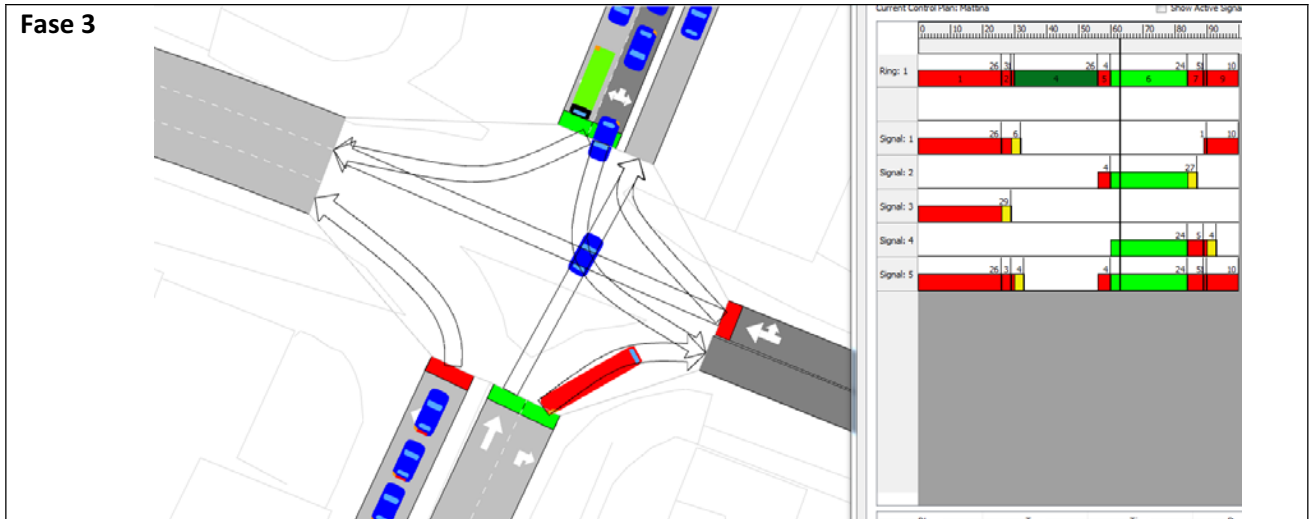 Fase 3
Current Control Plan: Mattina
Show Active Signa
0 10 20 30 40 50 60 70 80 90
Ring: 1
26 3 26 4 24 5 10
1 2 4 5 6 7 9
Signal: 1
26 6 1 10
Signal: 2
4 27
Signal: 3
29
Signal: 4
24 5 4
Signal: 5
26 3 4 4 24 5 10